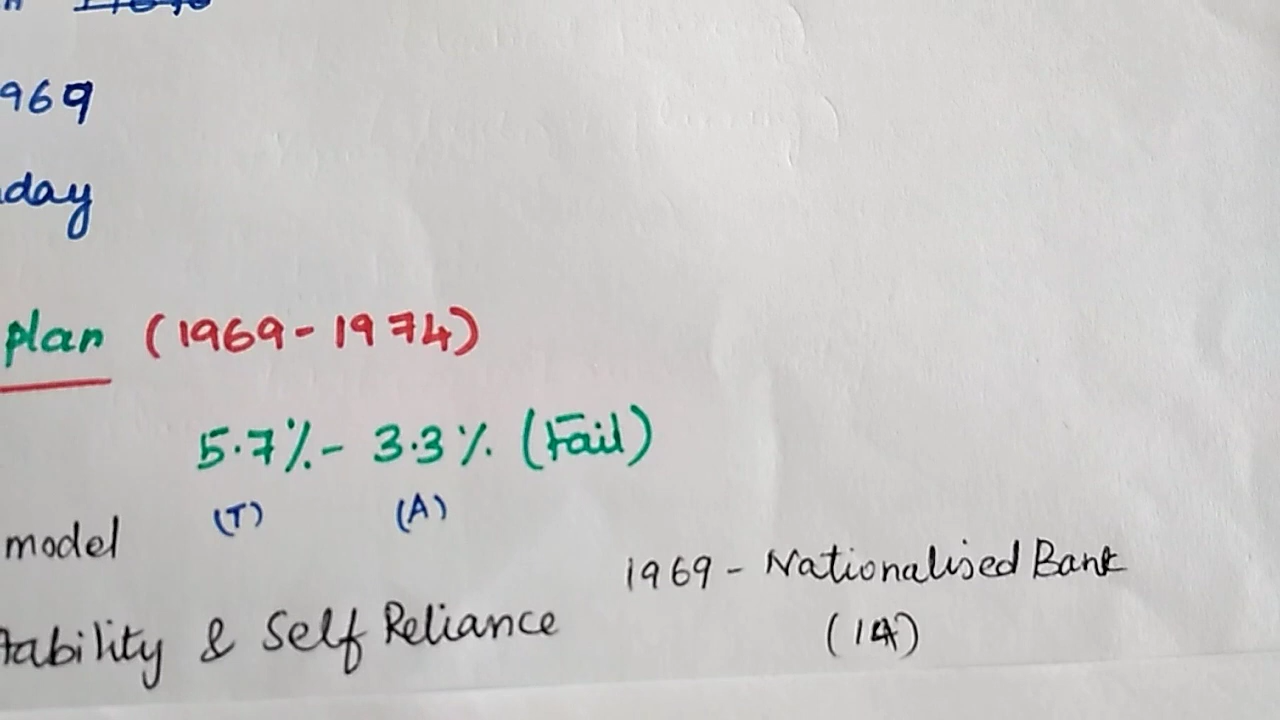 969
day
plan (1969-1974)
5.7%- 3.3% (Fail)
(T) (A)
model
1969 - Nationalised Bank
(14)
tability & Self Reliance